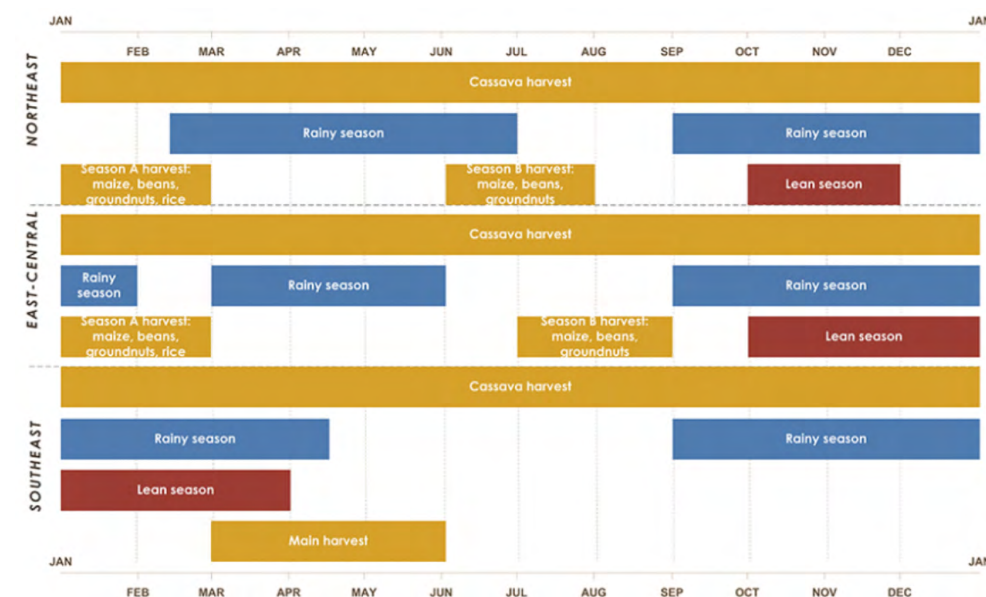 JAN JAN
FEB MAR APR MAY JUN JUL AUG SEP OCT NOV DEC
NORTHEAST
Cassava harvest
Rainy season Rainy season
Season A harvest:
maize, beans,
groundnuts, rice
Season B harvest:
maize, beans,
groundnuts
Lean season
EAST-CENTRAL
Cassava harvest
Rainy
season
Rainy season Rainy season
Season A harvest:
maize, beans,
groundnuts, rice
Season B harvest:
maize, beans,
groundnuts
Lean season
SOUTHEAST
Cassava harvest
Rainy season Rainy season
Lean season
Main harvest
JAN JAN
FEB MAR APR MAY JUN JUL AUG SEP OCT NOV DEC